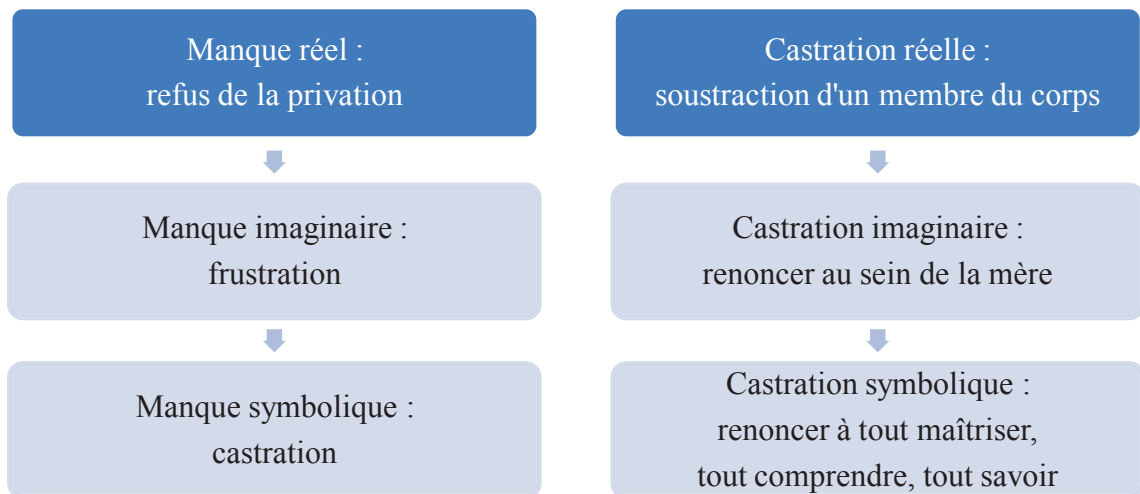 Manque réel :
refus de la privation
Manque imaginaire :
frustration
Manque symbolique :
castration
Castration réelle :
soustraction d'un membre du corps
Castration imaginaire :
renoncer au sein de la mère
Castration symbolique :
renoncer à tout maîtriser,
tout comprendre, tout savoir